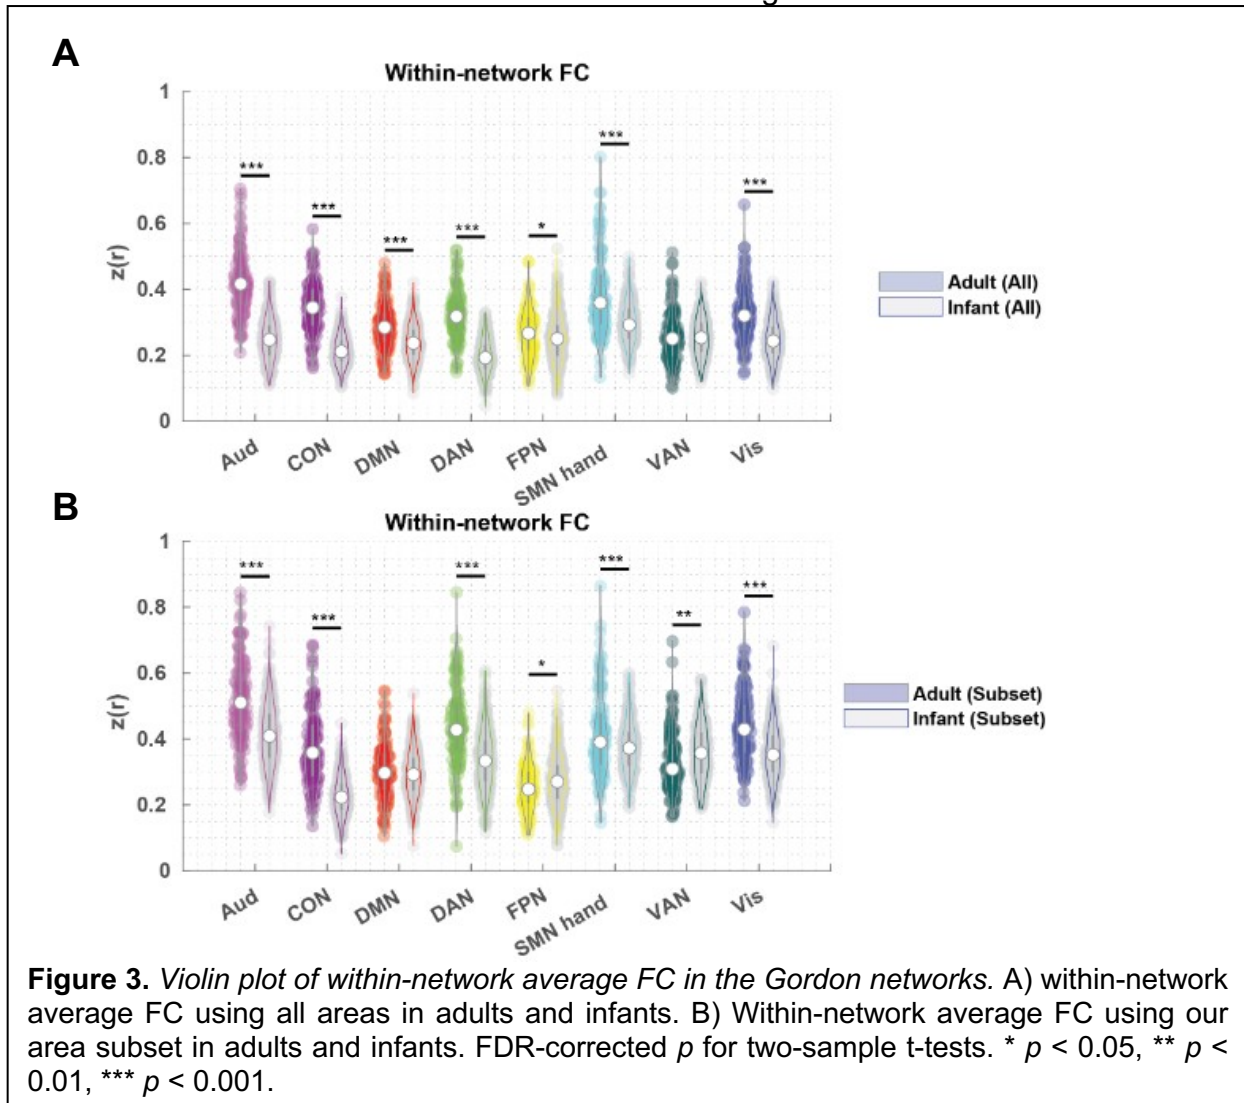 A
Within-network FC
***
***
***
***
***
*
***
***
1
0.8
0.6
0.4
0.2
0
z(r)
Aud
CON
DMN
DAN
FPN
SMN hand
VAN
Vis
Adult (All)
Infant (All)
B
Within-network FC
***
***
***
*
***
**
***
1
0.8
0.6
0.4
0.2
0
z(r)
Aud
CON
DMN
DAN
FPN
SMN hand
VAN
Vis
Adult (Subset)
Infant (Subset)
Figure 3. Violin plot of within-network average FC in the Gordon networks. A) within-network
average FC using all areas in adults and infants. B) Within-network average FC using our
area subset in adults and infants. FDR-corrected p for two-sample t-tests. * p < 0.05, ** p <
0.01, *** p < 0.001.